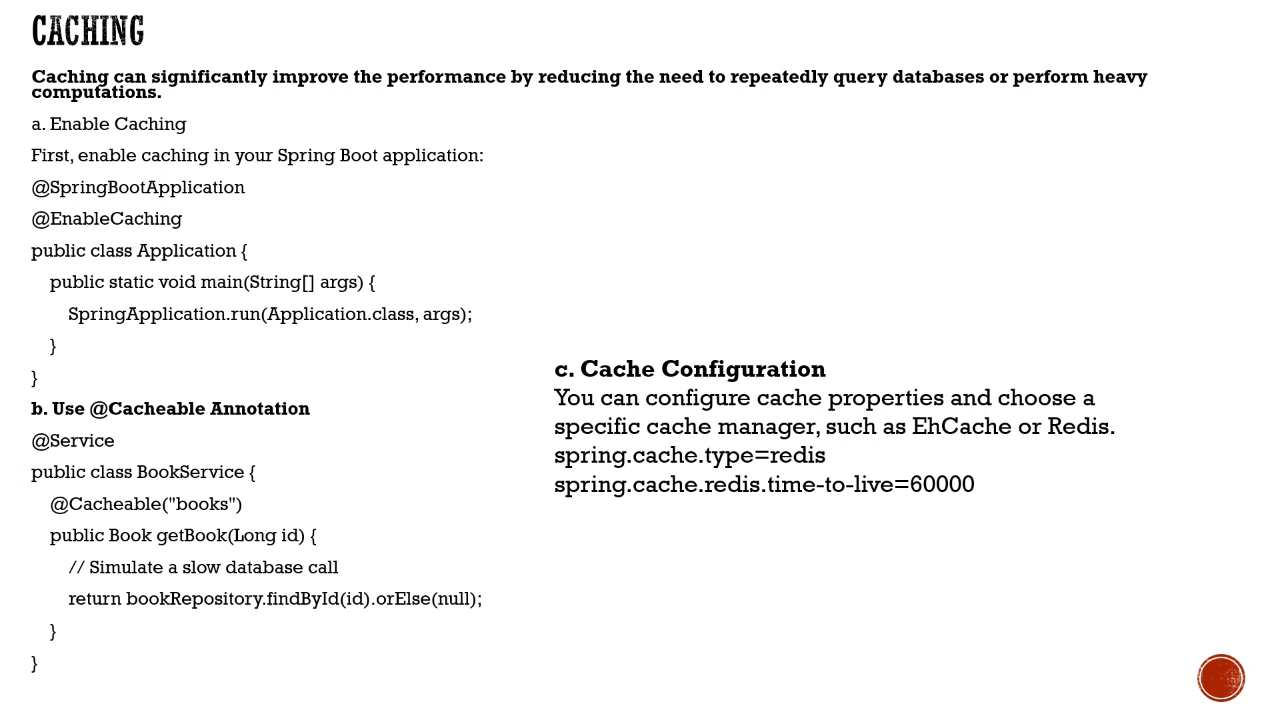 CACHING
Caching can significantly improve the performance by reducing the need to repeatedly query databases or perform heavy
computations.
a. Enable Caching
First, enable caching in your Spring Boot application:
@SpringBootApplication
@EnableCaching
public class Application {
    public static void main(String[] args) {
        SpringApplication.run(Application.class, args);
    }
}
b. Use @Cacheable Annotation
@Service
public class BookService {
    @Cacheable("books")
    public Book getBook(Long id) {
        // Simulate a slow database call
        return bookRepository.findById(id).orElse(null);
    }
}
c. Cache Configuration
You can configure cache properties and choose a
specific cache manager, such as EhCache or Redis.
spring.cache.type=redis
spring.cache.redis.time-to-live=60000